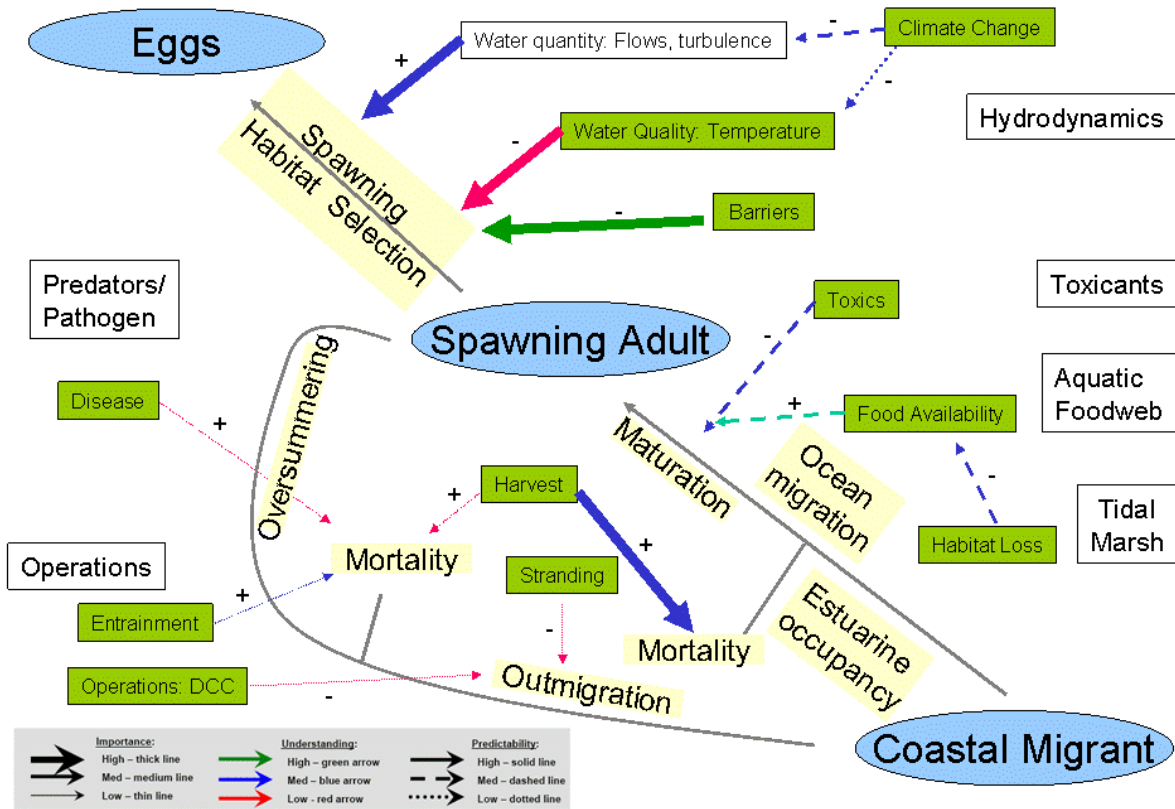 Eggs
Water quantity: Flows, turbulence
-
Climate Change
+
-
Hydrodynamics
Spawning
Habitat Selection
-
Water Quality: Temperature
-
Barriers
Predators/
Pathogen
Toxics
Toxicants
Spawning Adult
-
Oversummering
Disease
+
Maturation
+
Food Availability
Aquatic
Foodweb
Ocean
migration
-
+
Harvest
+
Habitat Loss
Tidal
Marsh
Operations
Mortality
Stranding
Entrainment
+
-
Mortality
Estuarine
occupancy
Operations: DCC
-
Outmigration
Coastal Migrant
Importance:
High – thick line
Med – medium line
Low – thin line
Understanding:
High – green arrow
Med – blue arrow
Low - red arrow
Predictability:
High – solid line
Med – dashed line
Low – dotted line